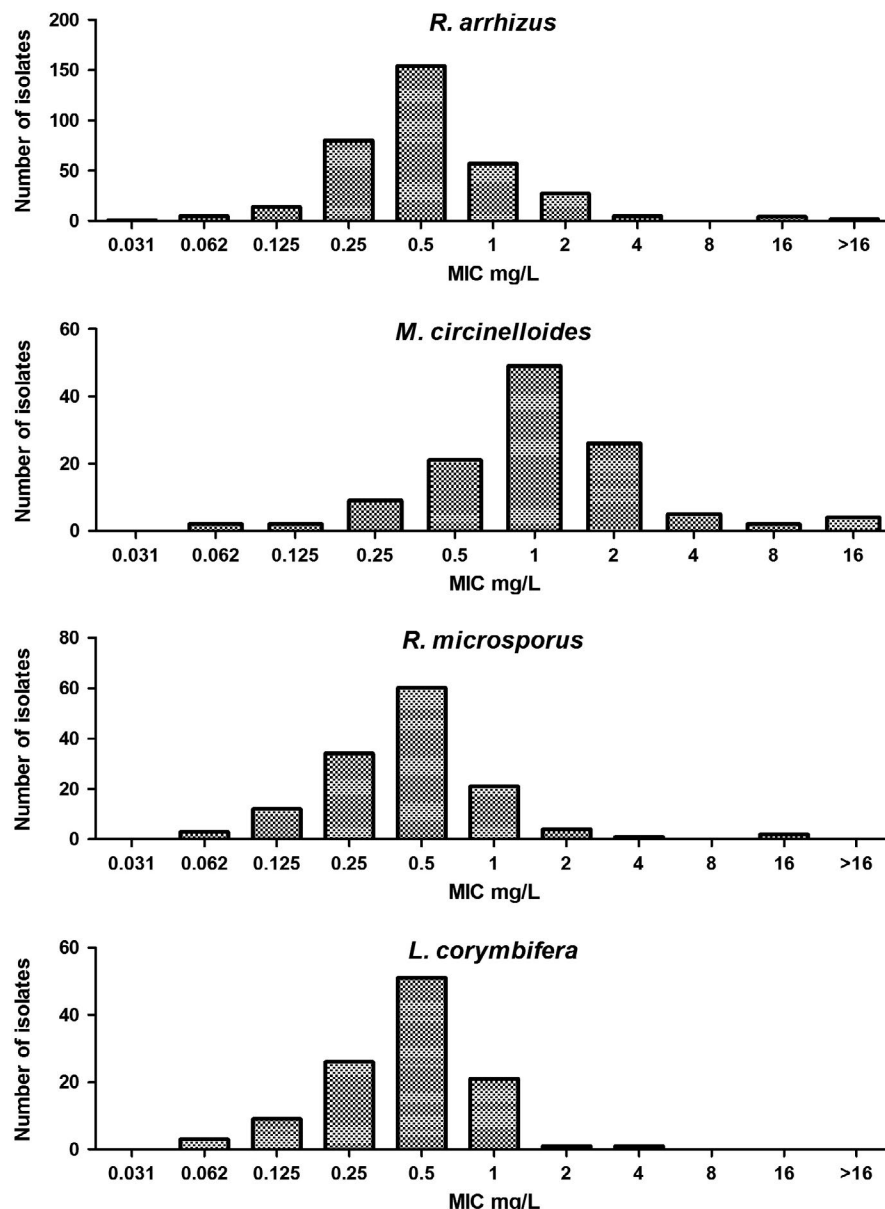 R. arrhizus
Number of isolates
200
150
100
50
0
0.031 0.062 0.125 0.25 0.5 1 2 4 8 16 >16
MIC mg/L
M. circinelloides
Number of isolates
60
40
20
0
0.031 0.062 0.125 0.25 0.5 1 2 4 8 16
MIC mg/L
R. microsporus
Number of isolates
80
60
40
20
0
0.031 0.062 0.125 0.25 0.5 1 2 4 8 16 >16
MIC mg/L
L. corymbifera
Number of isolates
60
40
20
0
0.031 0.062 0.125 0.25 0.5 1 2 4 8 16 >16
MIC mg/L